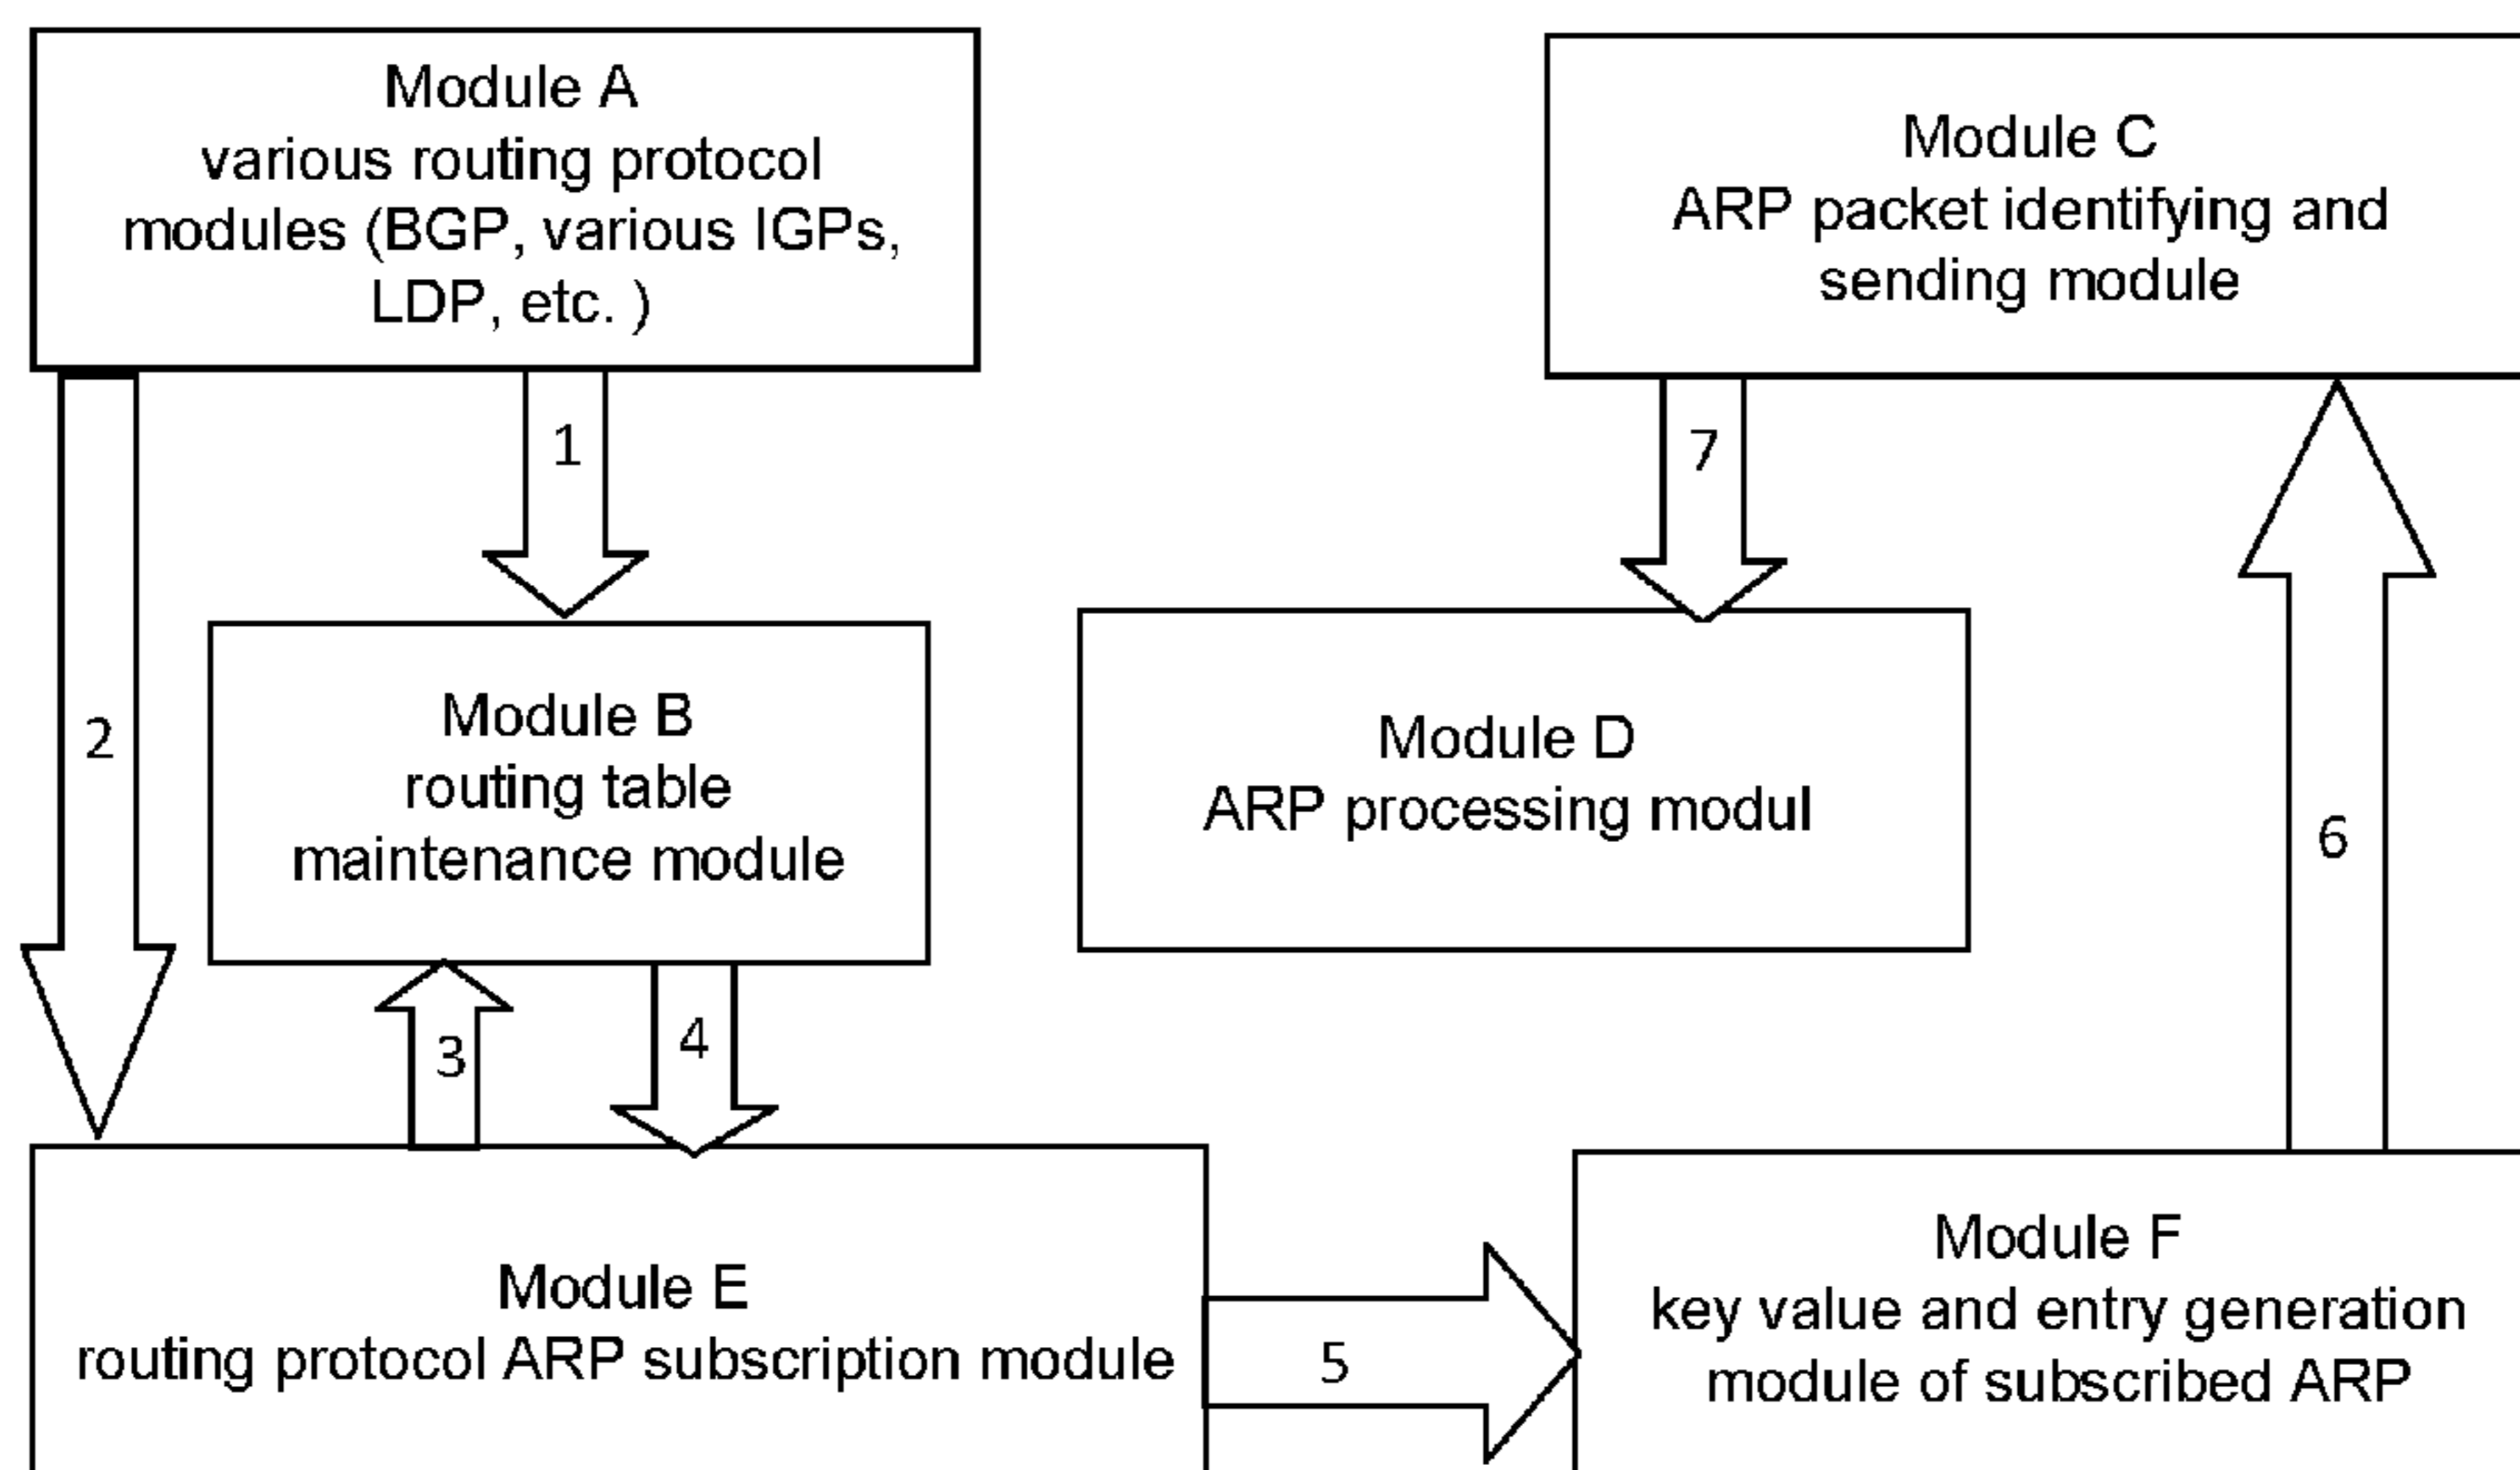 Module A
various routing protocol
modules (BGP, various IGPs,
LDP, etc. )
Module C
ARP packet identifying and
sending module
1
7
2
Module B
routing table
maintenance module
Module D
ARP processing modul
6
3
4
Module E
routing protocol ARP subscription module
5
Module F
key value and entry generation
module of subscribed ARP